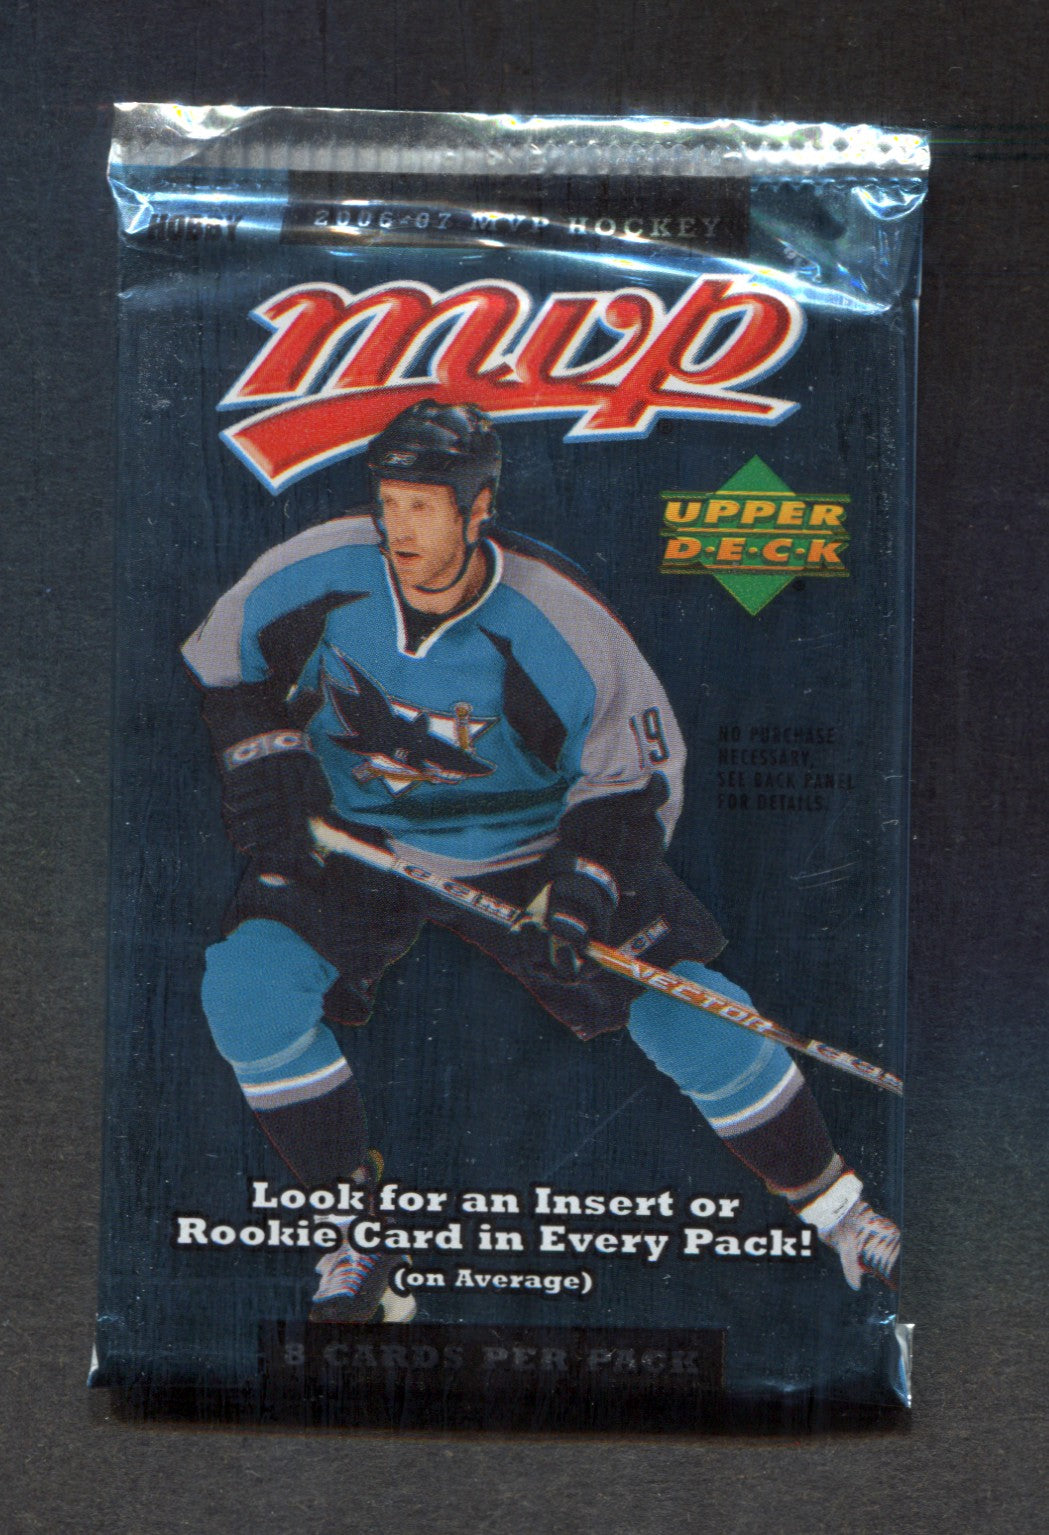 HOBBY
2006-07 MVP HOCKEY
mvp
UPPER
D·E·C·K
19
NO PURCHASE
NECESSARY.
SEE BACK PANEL
FOR DETAILS.
CCM
CCM
VECTOR
Look for an Insert or
Rookie Card in Every Pack!
(on Average)
8 CARDS PER PACK